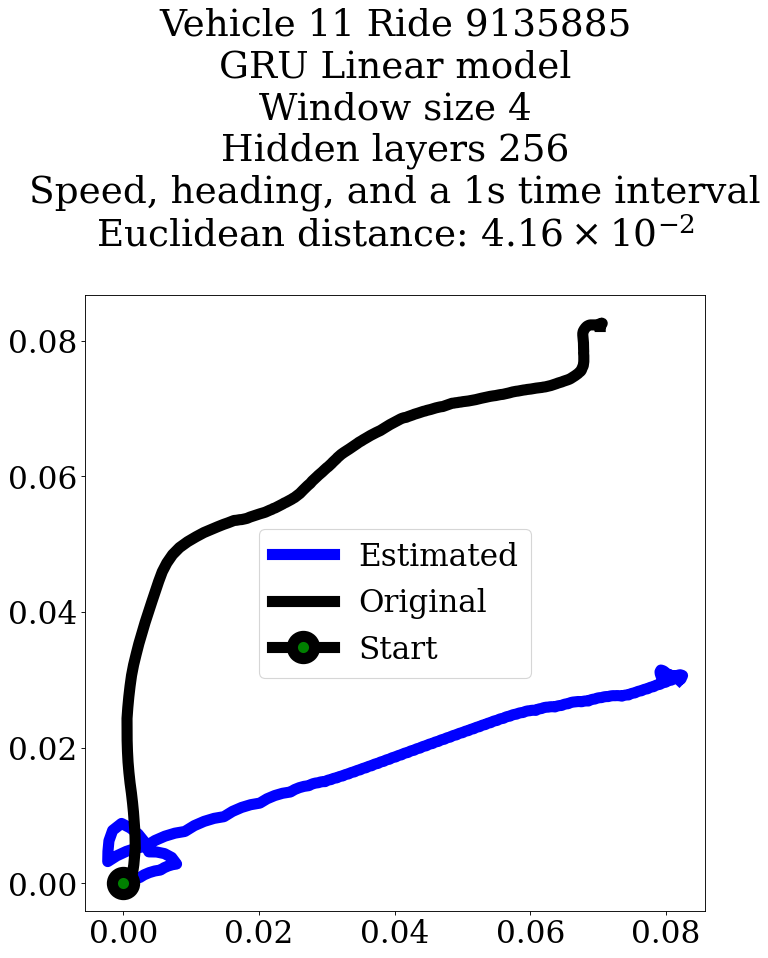 Vehicle 11 Ride 9135885
GRU Linear model
Window size 4
Hidden layers 256
Speed, heading, and a 1s time interval
Euclidean distance: 4.16 × 10⁻²
0.08
0.06
0.04
0.02
0.00
Estimated
Original
Start
0.00 0.02 0.04 0.06 0.08